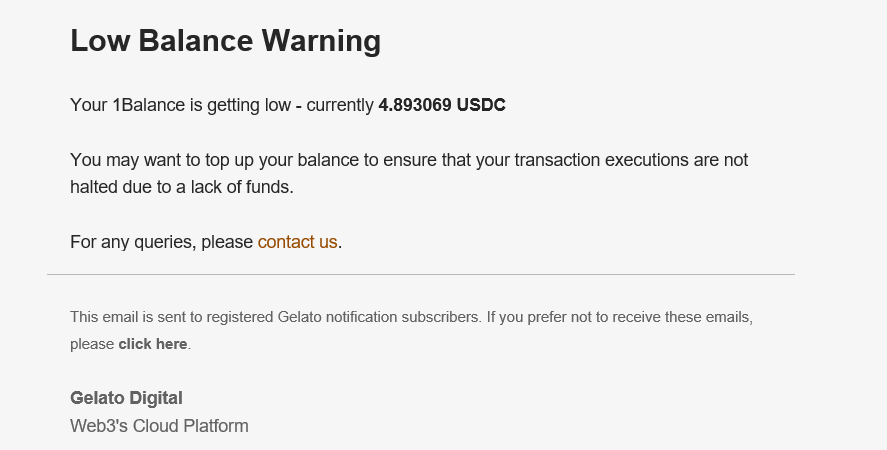 Low Balance Warning
Your 1Balance is getting low - currently 4.893069 USDC
You may want to top up your balance to ensure that your transaction executions are not
halted due to a lack of funds.
For any queries, please contact us.
This email is sent to registered Gelato notification subscribers. If you prefer not to receive these emails,
please click here.
Gelato Digital
Web3's Cloud Platform